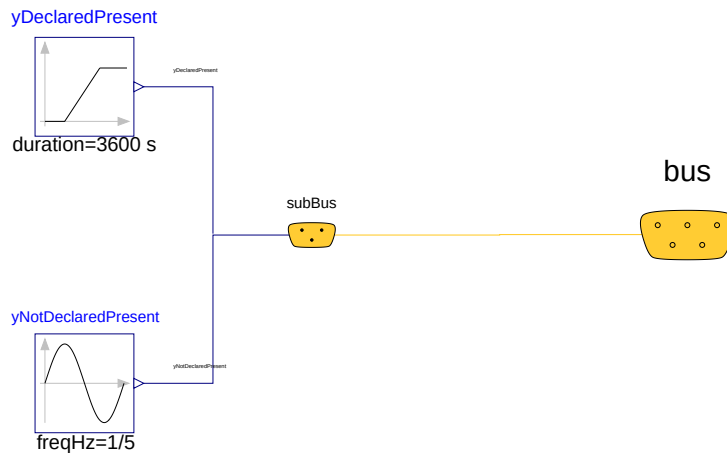 yDeclaredPresent
yDeclaredPresent
duration=3600 s
bus
subBus
yNotDeclaredPresent
yNotDeclaredPresent
freqHz=1/5